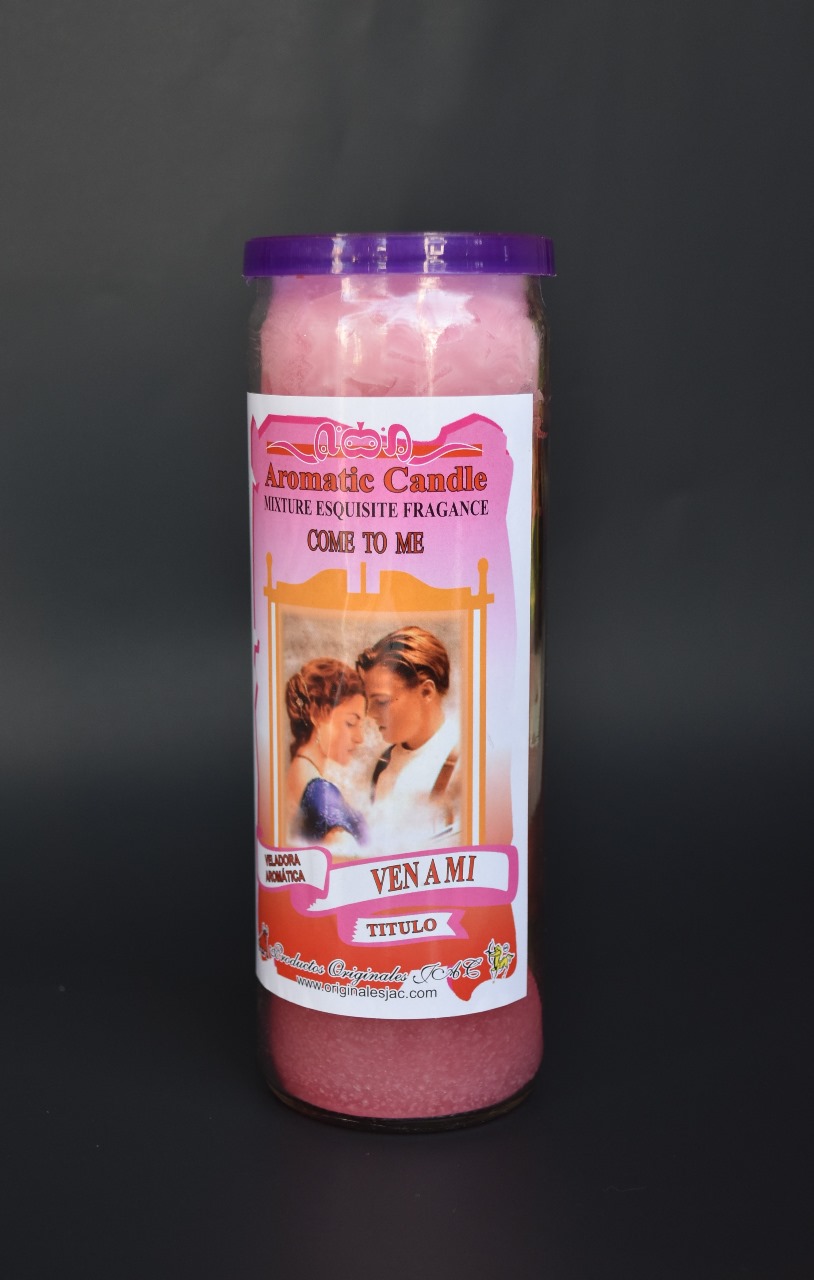 Aromatic Candle
MIXTURE ESQUISITE FRAGANCE
COME TO ME
VELADORA
AROMÁTICA
VEN A MI
TITULO
Productos Originales JAC
www.originalesjac.com